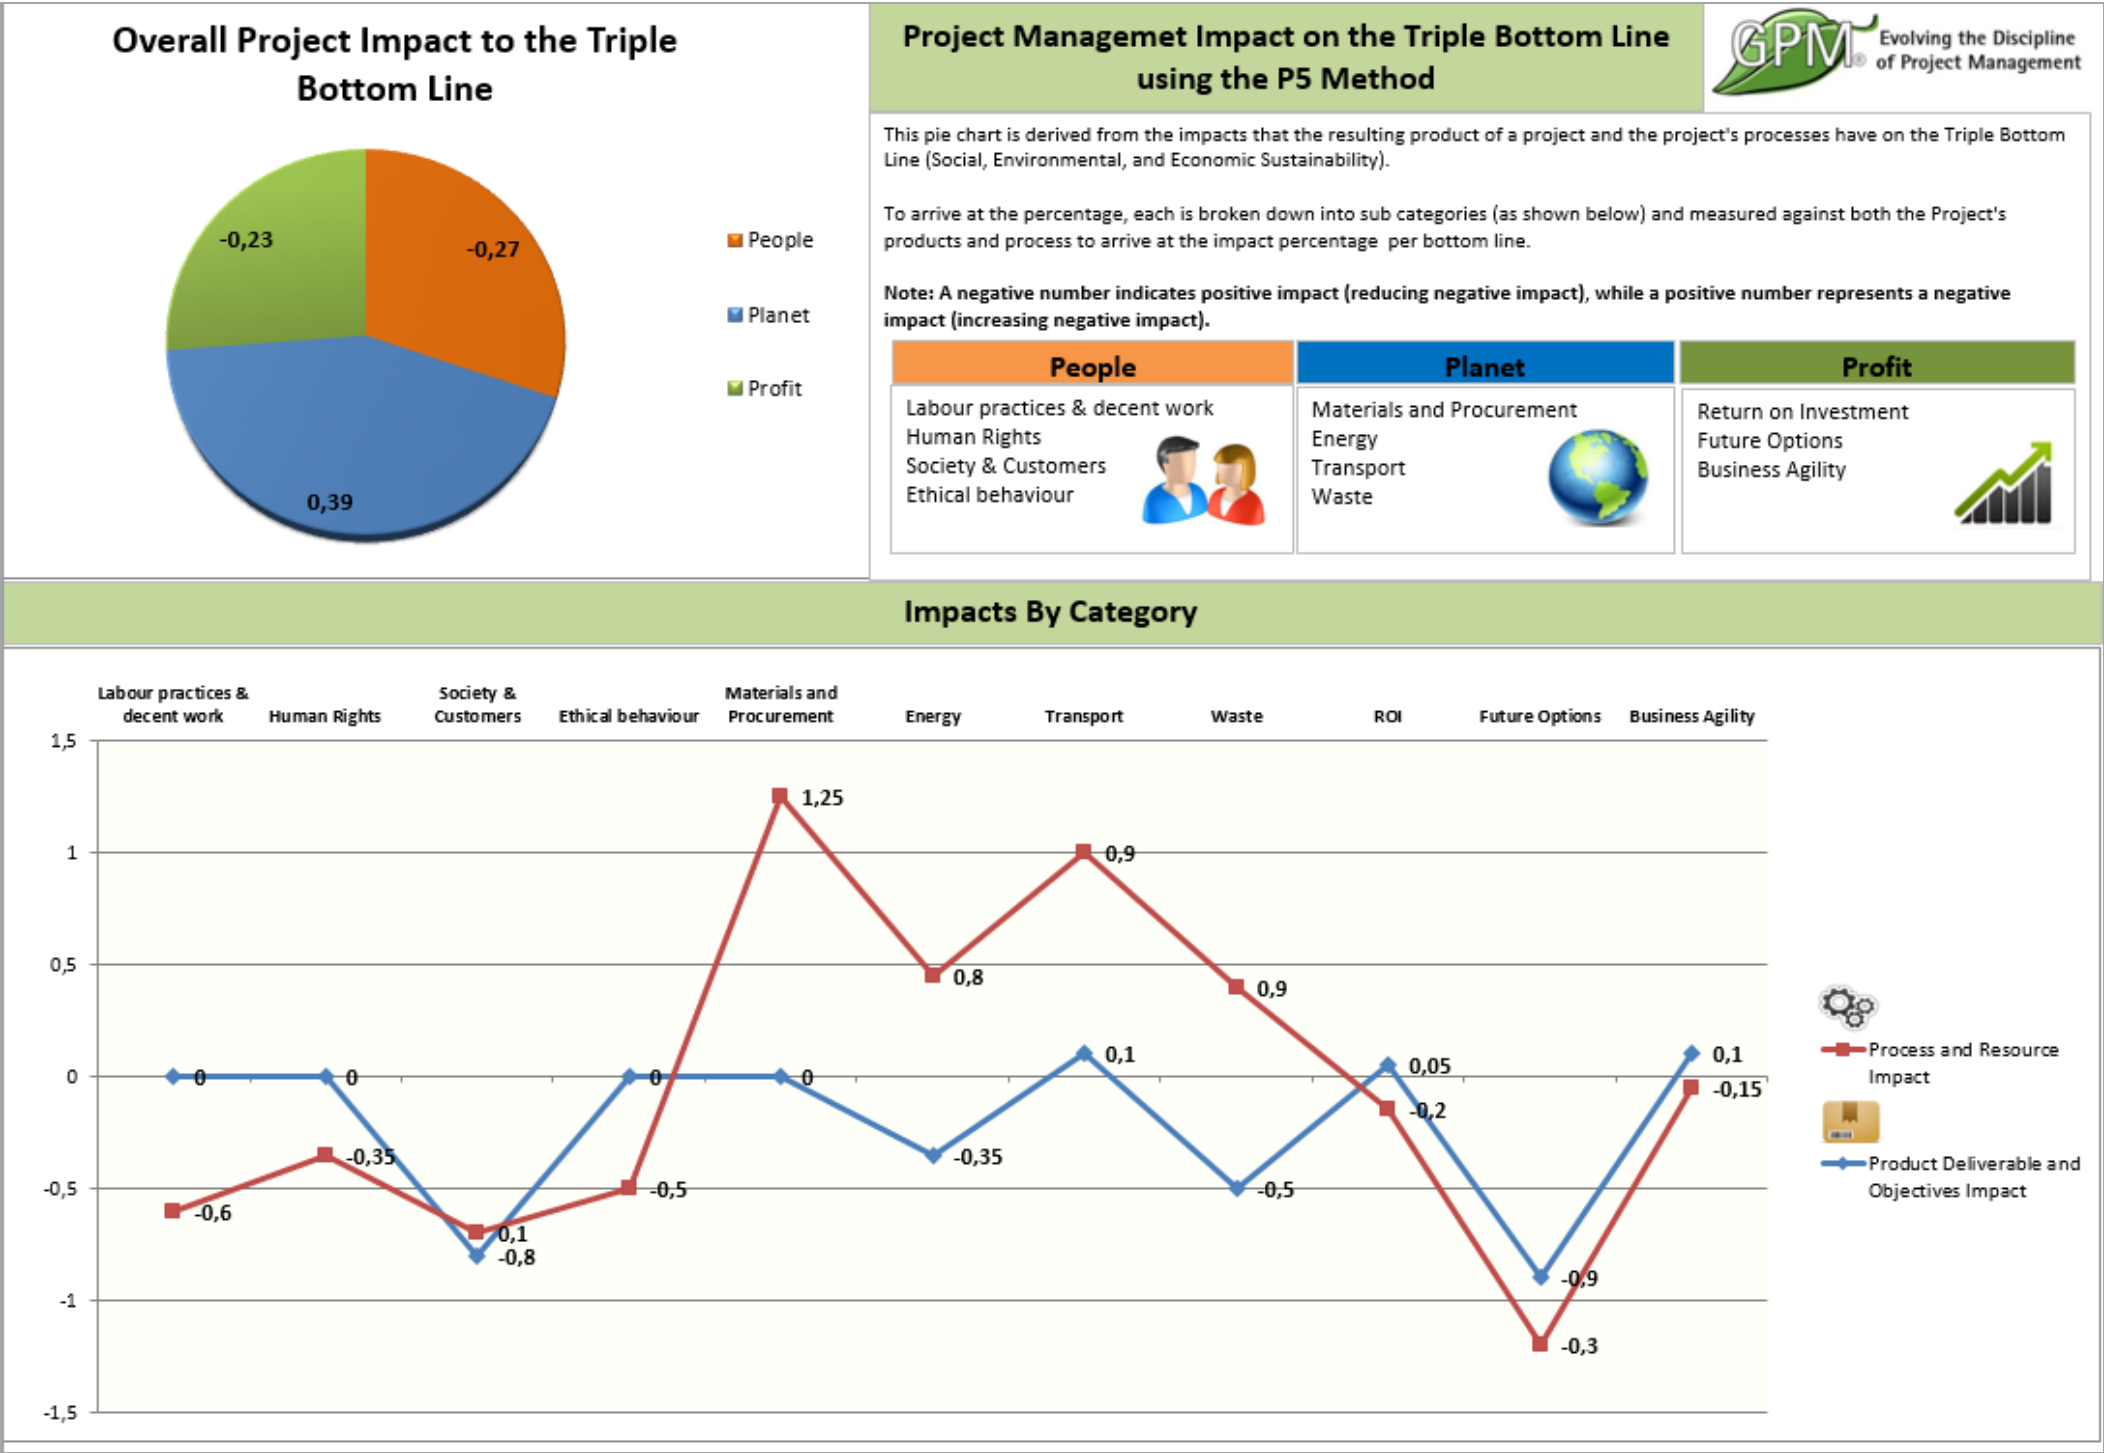 Overall Project Impact to the Triple
Bottom Line
-0,23
-0,27
0,39
People
Planet
Profit
Project Managemet Impact on the Triple Bottom Line
using the P5 Method
GPM®
Evolving the Discipline
of Project Management
This pie chart is derived from the impacts that the resulting product of a project and the project's processes have on the Triple Bottom
Line (Social, Environmental, and Economic Sustainability).
To arrive at the percentage, each is broken down into sub categories (as shown below) and measured against both the Project's
products and process to arrive at the impact percentage per bottom line.
Note: A negative number indicates positive impact (reducing negative impact), while a positive number represents a negative
impact (increasing negative impact).
People
Labour practices & decent work
Human Rights
Society & Customers
Ethical behaviour
Planet
Materials and Procurement
Energy
Transport
Waste
Profit
Return on Investment
Future Options
Business Agility
Impacts By Category
Labour practices &
decent work
Human Rights
Society &
Customers
Ethical behaviour
Materials and
Procurement
Energy
Transport
Waste
ROI
Future Options
Business Agility
1,5
1
0,5
0
-0,5
-1
-1,5
-0,6
-0,35
0,1
-0,5
1,25
0,8
0,9
0,9
-0,2
-0,3
-0,15
0
0
-0,8
0
0
-0,35
0,1
-0,5
0,05
-0,9
0,1
Process and Resource
Impact
Product Deliverable and
Objectives Impact